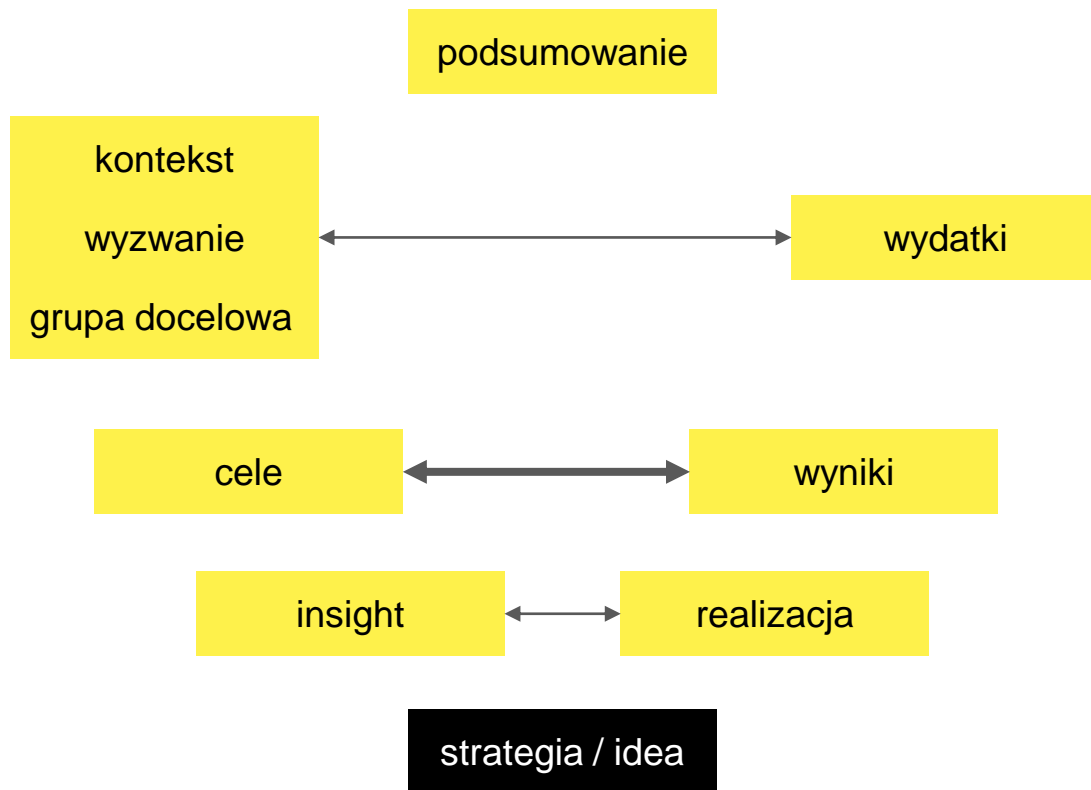 podsumowanie
kontekst
wyzwanie
grupa docelowa
wydatki
cele
wyniki
insight
realizacja
strategia / idea